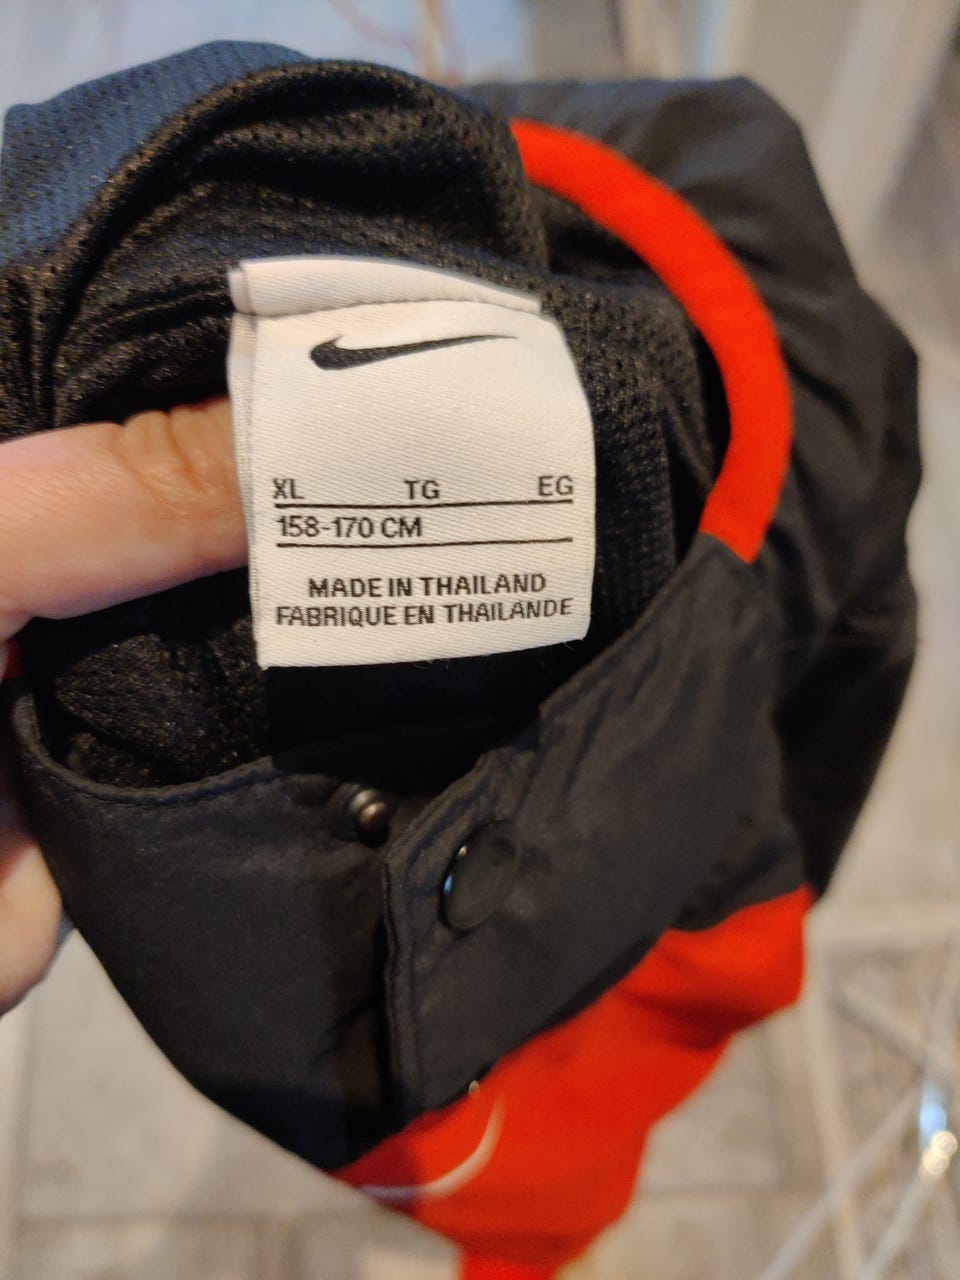 XL TG EG
158-170 CM
MADE IN THAILAND
FABRIQUE EN THAILANDE